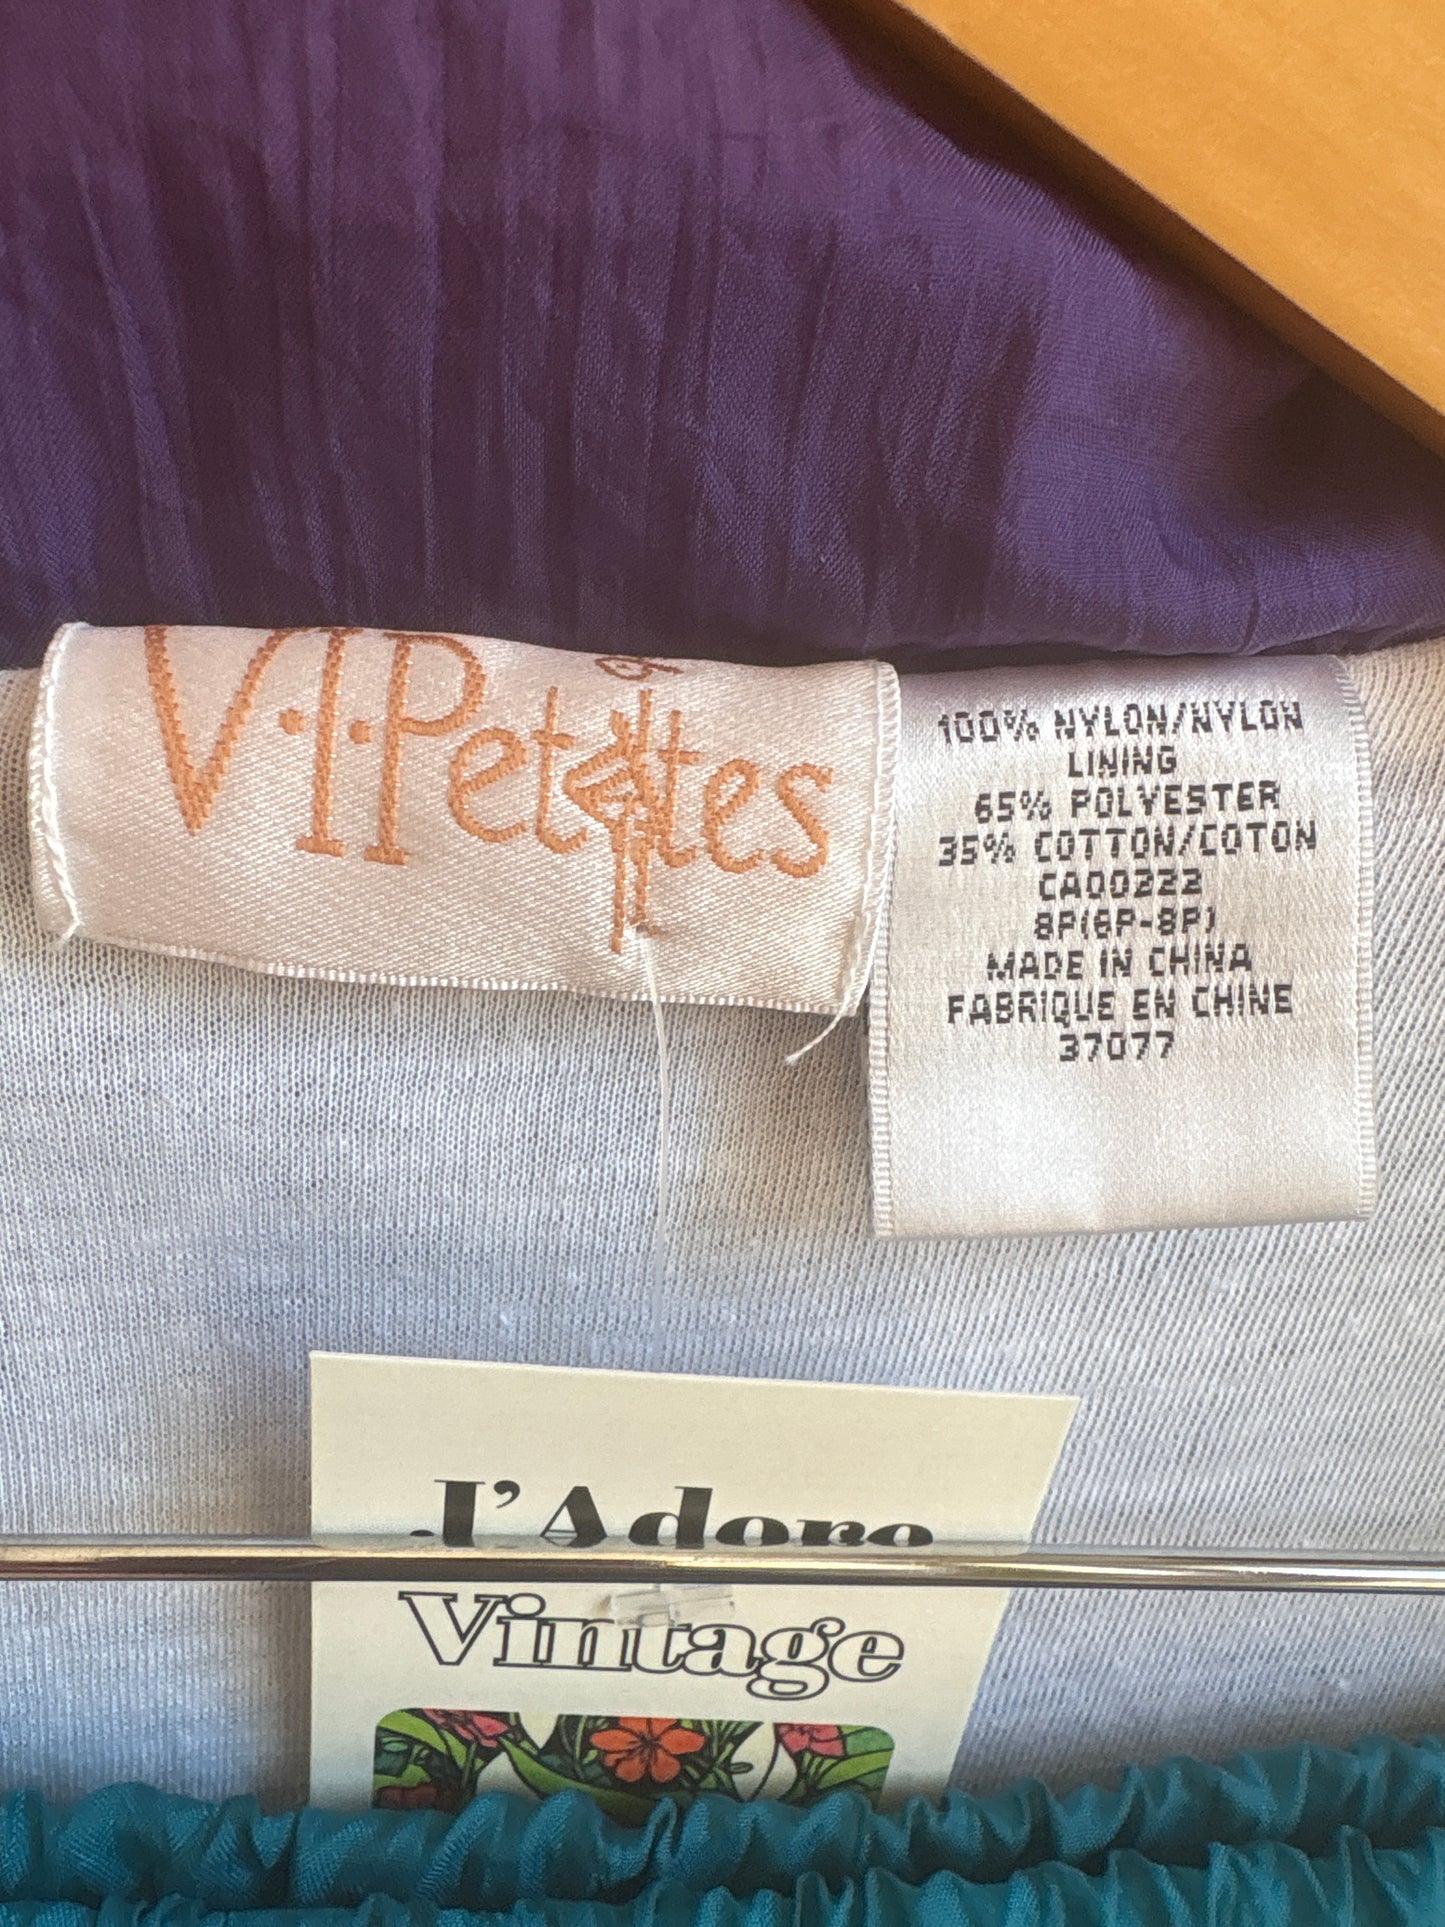 V.I.Petites
100% NYLON/NYLON
LINING
65% POLYESTER
35% COTTON/COTON
CA00222
8P(6P-8P)
MADE IN CHINA
FABRIQUE EN CHINE
37077
J'Adore
Vintage